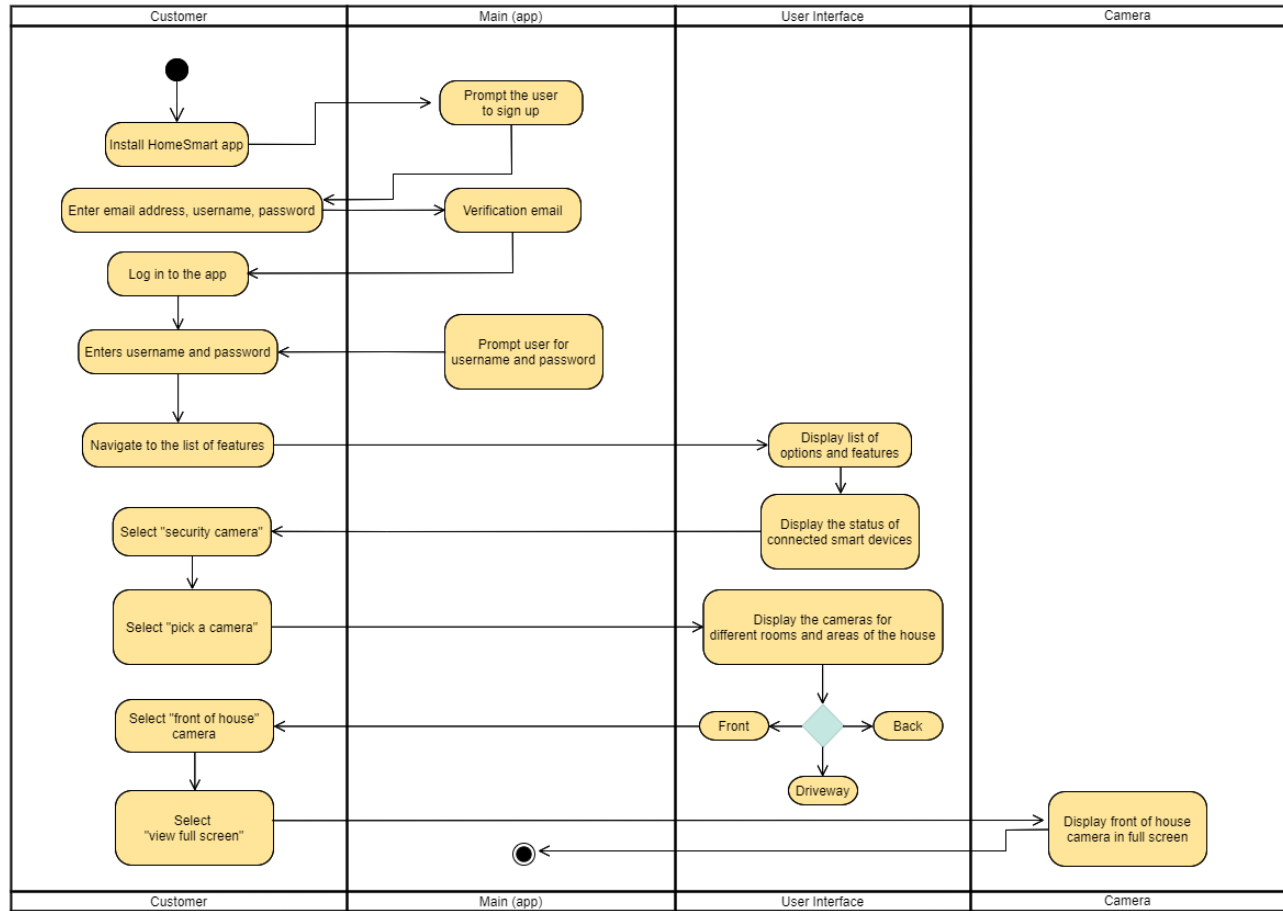 Customer
Main (app)
User Interface
Camera
Prompt the user
to sign up
Install HomeSmart app
Enter email address, username, password
Verification email
Log in to the app
Enters username and password
Prompt user for
username and password
Navigate to the list of features
Display list of
options and features
Select "security camera"
Display the status of
connected smart devices
Select "pick a camera"
Display the cameras for
different rooms and areas of the house
Select "front of house"
camera
Front
Back
Driveway
Select
"view full screen"
Display front of house
camera in full screen
Customer
Main (app)
User Interface
Camera